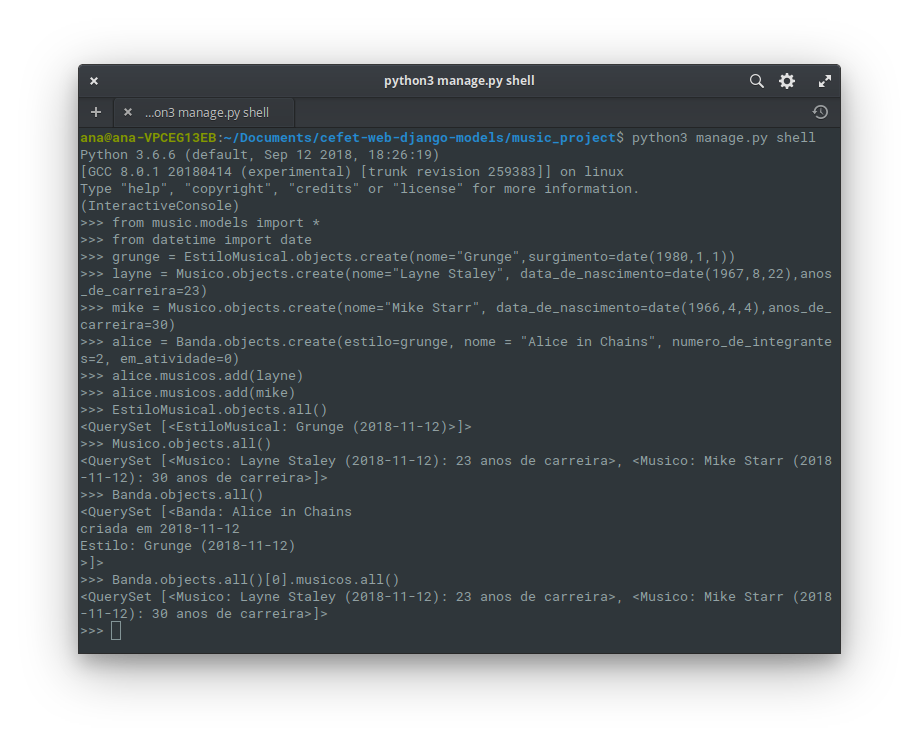 python3 manage.py shell
...on3 manage.py shell
ana@ana-VPCEG13EB:~/Documents/cefet-web-django-models/music_project$ python3 manage.py shell
Python 3.6.6 (default, Sep 12 2018, 18:26:19)
[GCC 8.0.1 20180414 (experimental) [trunk revision 259383]] on linux
Type "help", "copyright", "credits" or "license" for more information.
(InteractiveConsole)
>>> from music.models import *
>>> from datetime import date
>>> grunge = EstiloMusical.objects.create(nome="Grunge",surgimento=date(1980,1,1))
>>> layne = Musico.objects.create(nome="Layne Staley", data_de_nascimento=date(1967,8,22),anos
_de_carreira=23)
>>> mike = Musico.objects.create(nome="Mike Starr", data_de_nascimento=date(1966,4,4),anos_de_
carreira=30)
>>> alice = Banda.objects.create(estilo=grunge, nome = "Alice in Chains", numero_de_integrante
s=2, em_atividade=0)
>>> alice.musicos.add(layne)
>>> alice.musicos.add(mike)
>>> EstiloMusical.objects.all()
<QuerySet [<EstiloMusical: Grunge (2018-11-12)>]>
>>> Musico.objects.all()
<QuerySet [<Musico: Layne Staley (2018-11-12): 23 anos de carreira>, <Musico: Mike Starr (2018
-11-12): 30 anos de carreira>]>
>>> Banda.objects.all()
<QuerySet [<Banda: Alice in Chains
criada em 2018-11-12
Estilo: Grunge (2018-11-12)
>]>
>>> Banda.objects.all()[0].musicos.all()
<QuerySet [<Musico: Layne Staley (2018-11-12): 23 anos de carreira>, <Musico: Mike Starr (2018
-11-12): 30 anos de carreira>]>
>>>